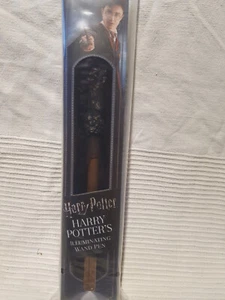 Harry Potter
HARRY
POTTER'S
ILLUMINATING
WAND PEN